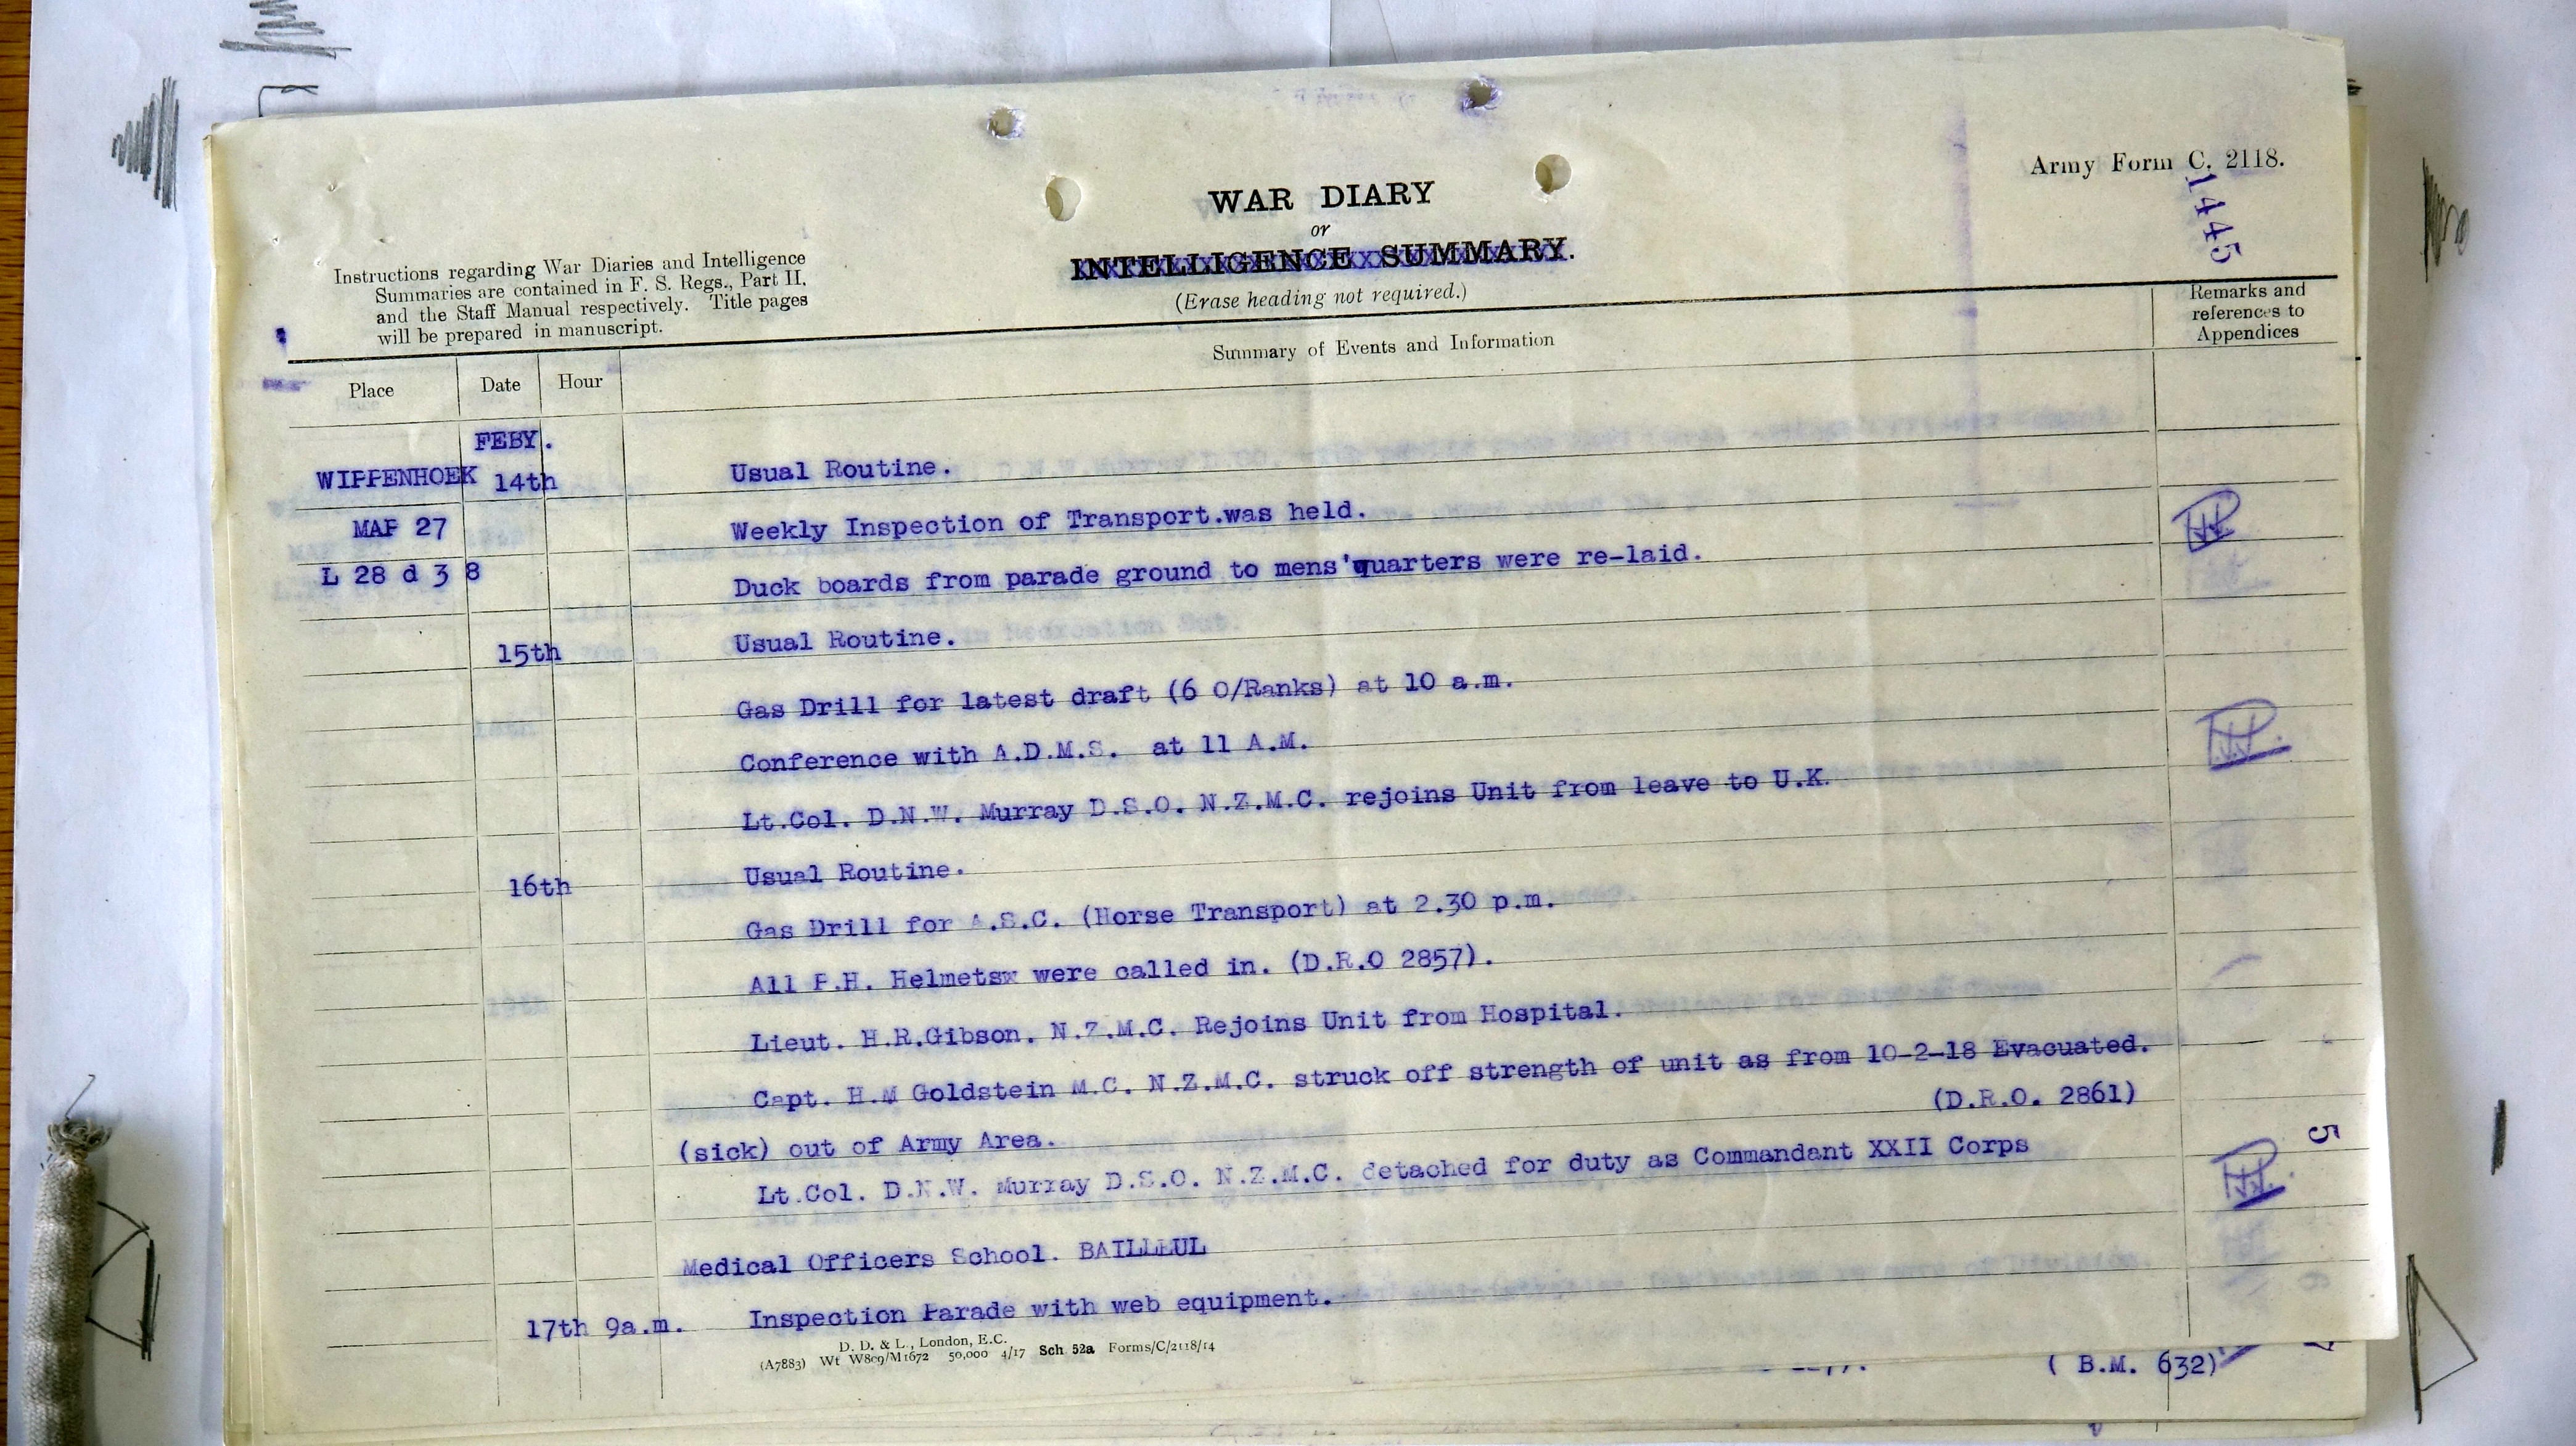 Army Form C. 2118.
1445
WAR DIARY
or
INTELLIGENCE SUMMARY.
(Erase heading not required.)
Instructions regarding War Diaries and Intelligence
Summaries are contained in F. S. Regs., Part II.
and the Staff Manual respectively. Title pages
will be prepared in manuscript.
Place Date Hour Summary of Events and Information Remarks and
references to
Appendices
FEBY.
WIPPENHOEK 14th Usual Routine.
MAP 27 Weekly Inspection of Transport.was held.
L 28 d 3 8 Duck boards from parade ground to mens'quarters were re-laid.
15th Usual Routine.
Gas Drill for latest draft (6 O/Ranks) at 10 a.m.
Conference with A.D.M.S. at 11 A.M.
Lt.Col. D.N.W. Murray D.S.O. N.Z.M.C. rejoins Unit from leave to U.K.
16th Usual Routine.
Gas Drill for A.S.C. (Horse Transport) at 2.30 p.m.
All P.H. Helmetsx were called in. (D.R.O 2857).
Lieut. H.R.Gibson. N.Z.M.C. Rejoins Unit from Hospital.
Capt. H.M Goldstein M.C. N.Z.M.C. struck off strength of unit as from 10-2-18 Evacuated.
(sick) out of Army Area. (D.R.O. 2861)
Lt.Col. D.N.W. Murray D.S.O. N.Z.M.C. detached for duty as Commandant XXII Corps
5
Medical Officers School. BAILLEUL
17th 9a.m. Inspection Parade with web equipment.
D. D. & L., London, E.C.
(A7883) Wt W809/M1672 50,000 4/17 Sch 52a Forms/C/2118/14
( B.M. 632)